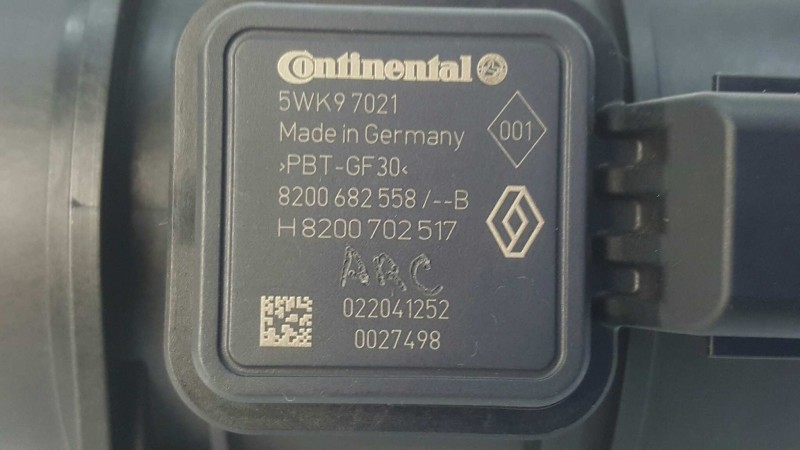 Continental
5WK9 7021
001
Made in Germany
›PBT-GF30‹
8200 682 558 /--B
H 8200 702 517
ARC
022041252
0027498